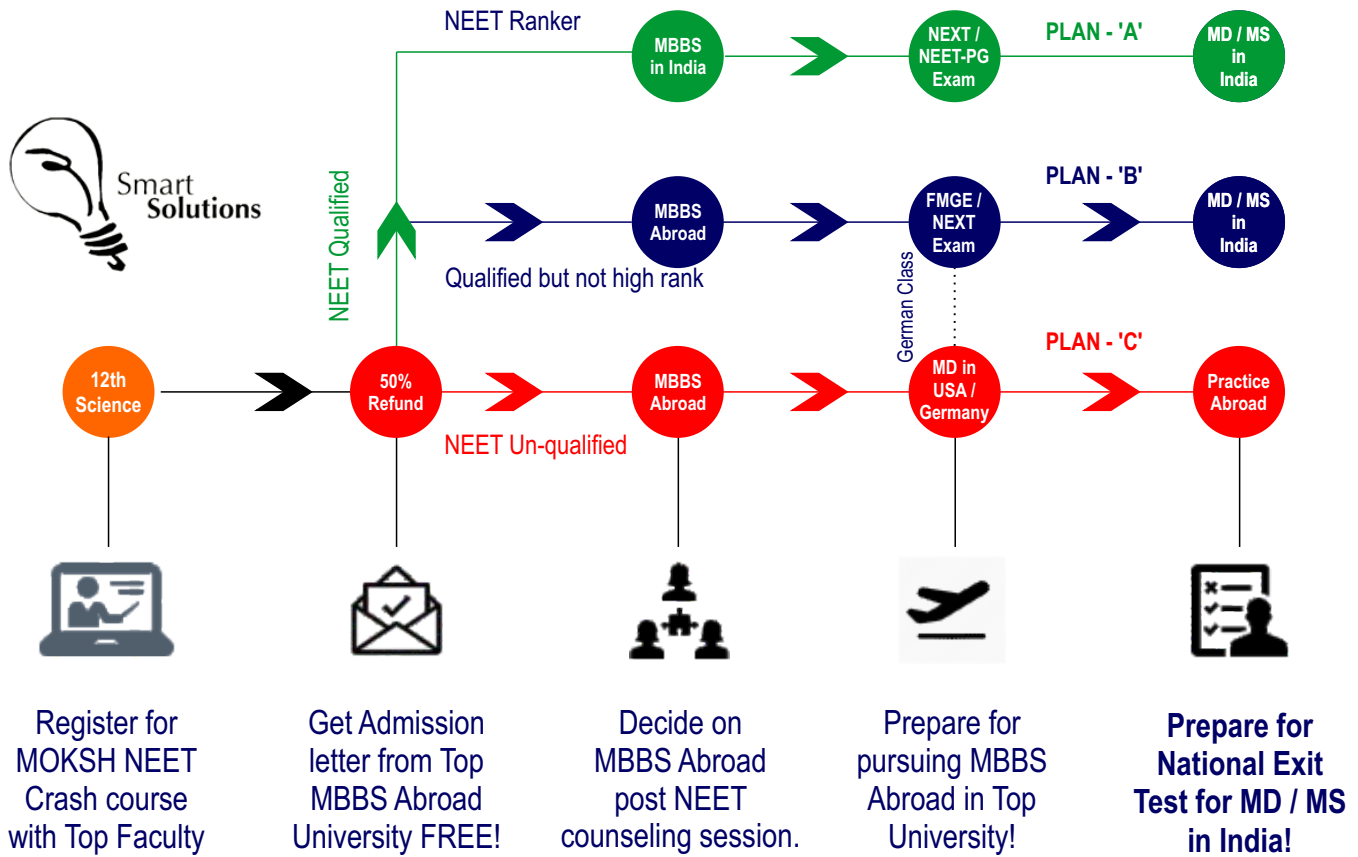 NEET Ranker
MBBS
in India
NEXT /
NEET-PG
Exam
PLAN - 'A'
MD / MS
in
India
Smart
Solutions
NEET Qualified
MBBS
Abroad
FMGE /
NEXT
Exam
PLAN - 'B'
MD / MS
in
India
Qualified but not high rank
German Class
12th
Science
50%
Refund
MBBS
Abroad
MD in
USA /
Germany
PLAN - 'C'
Practice
Abroad
NEET Un-qualified
Register for
MOKSH NEET
Crash course
with Top Faculty
Get Admission
letter from Top
MBBS Abroad
University FREE!
Decide on
MBBS Abroad
post NEET
counseling session.
Prepare for
pursuing MBBS
Abroad in Top
University!
Prepare for
National Exit
Test for MD / MS
in India!